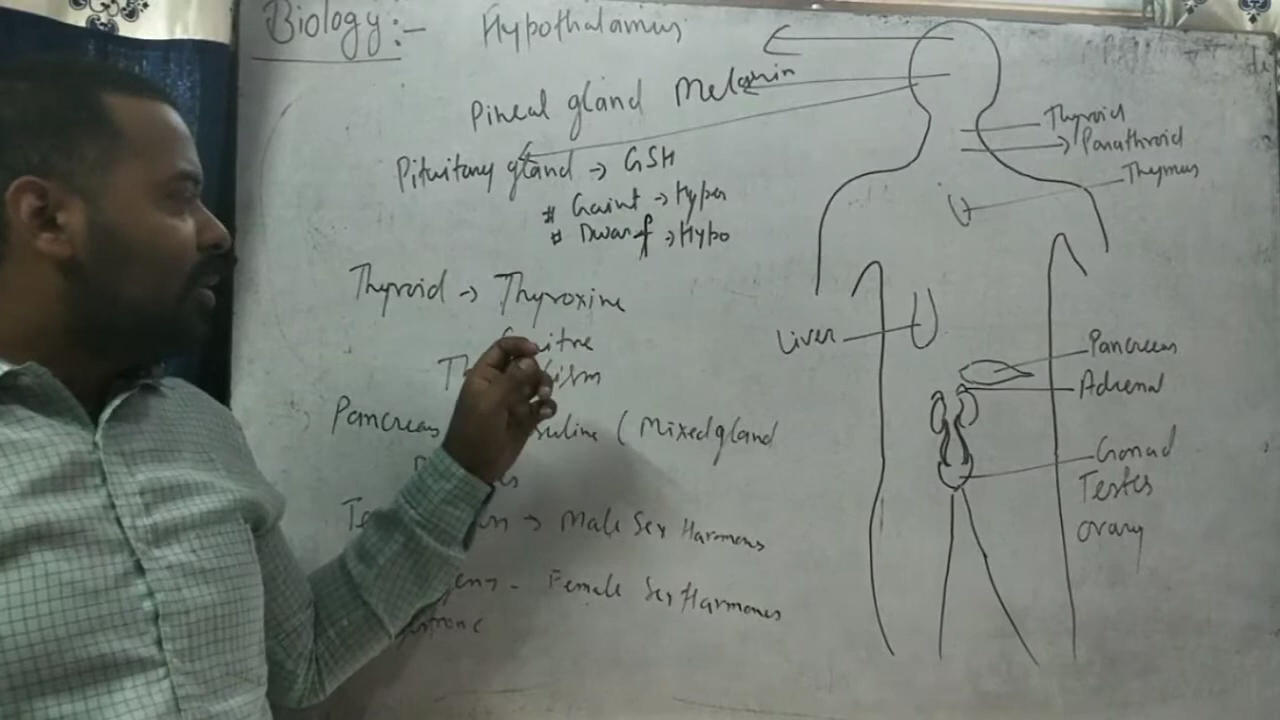 Biology:-
Hypothalamus
Pineal gland Melanin
Pituitary gland → GSH
# Gaint → Hyper
# Dwarf → Hypo
Thyroid → Thyroxine
Pancreas
(Mixed gland
→ Male Sex Harmones
- Female Sex Harmones
Thyroid
Parathroid
Thymus
Liver
Pancreas
Adrenal
Gonad
Testes
ovary